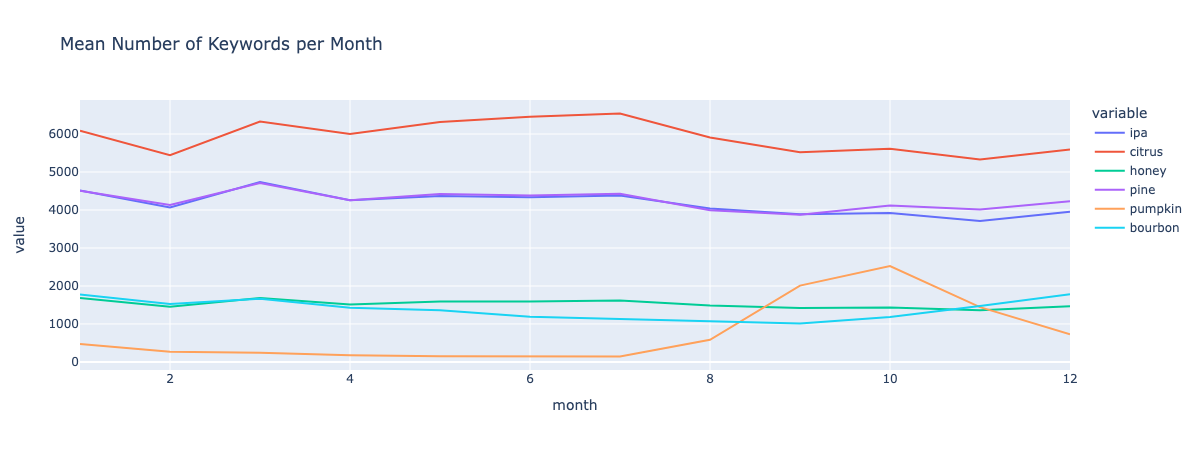 Mean Number of Keywords per Month
variable
ipa
citrus
honey
pine
pumpkin
bourbon
value
6000
5000
4000
3000
2000
1000
0
2
4
6
8
10
12
month